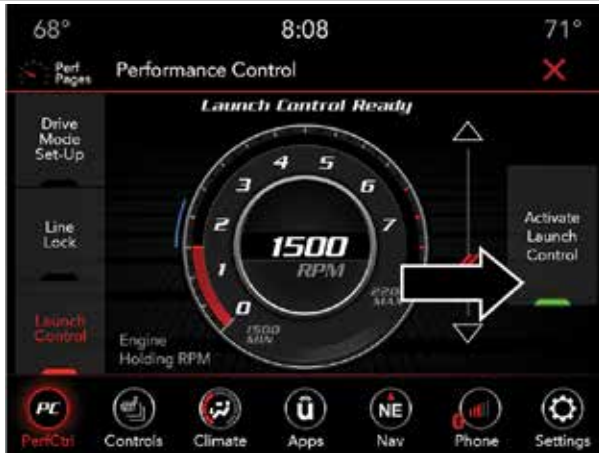 68°
8:08
71°
Perf
Pages
Performance Control
Launch Control Ready
Drive
Mode
Set-Up
Line
Lock
Launch
Control
0
1
2
3
4
5
6
7
1500
RPM
1500
MIN
220
MAX
Engine
Holding RPM
Activate
Launch
Control
PC
PerfCtrl
Controls
Climate
ü
Apps
NE
Nav
Phone
Settings